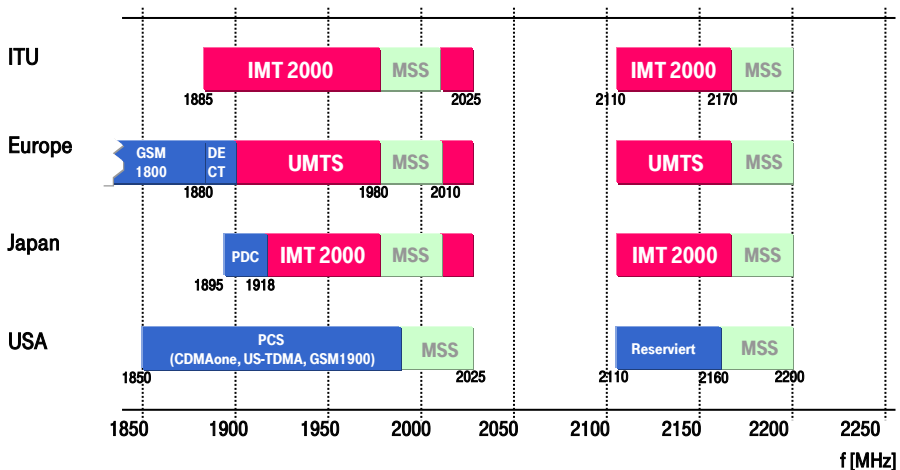 ITU
IMT 2000
MSS
IMT 2000
MSS
1885
2025
2110
2170
Europe
GSM
1800
DE
CT
UMTS
MSS
UMTS
MSS
1880
1980
2010
Japan
PDC
IMT 2000
MSS
IMT 2000
MSS
1895
1918
USA
PCS
(CDMAone, US-TDMA, GSM1900)
MSS
Reserviert
MSS
1850
2025
2110
2160
2200
1850
1900
1950
2000
2050
2100
2150
2200
2250
f [MHz]